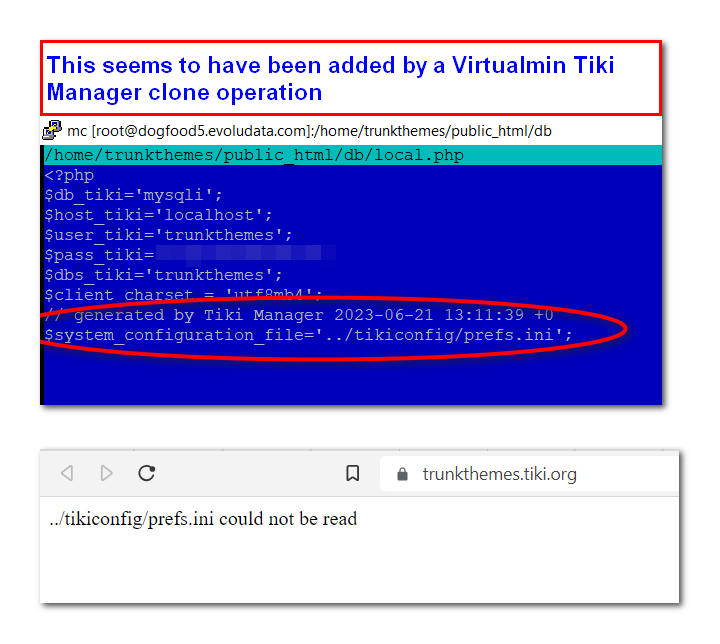 This seems to have been added by a Virtualmin Tiki
Manager clone operation
mc [root@dogfood5.evoludata.com]:/home/trunkthemes/public_html/db
/home/trunkthemes/public_html/db/local.php
<?php
$db_tiki='mysqli';
$host_tiki='localhost';
$user_tiki='trunkthemes';
$pass_tiki=
$dbs_tiki='trunkthemes';
$client_charset = 'utf8mb4';
// generated by Tiki Manager 2023-06-21 13:11:39 +0
$system_configuration_file='../tikiconfig/prefs.ini';
trunkthemes.tiki.org
../tikiconfig/prefs.ini could not be read